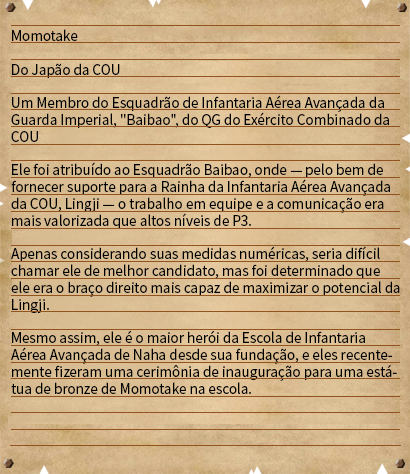 Momotake
Do Japão da COU
Um Membro do Esquadrão de Infantaria Aérea Avançada da
Guarda Imperial, "Baibao", do QG do Exército Combinado da
COU
Ele foi atribuído ao Esquadrão Baibao, onde — pelo bem de
fornecer suporte para a Rainha da Infantaria Aérea Avançada
da COU, Lingji — o trabalho em equipe e a comunicação era
mais valorizada que altos níveis de P3.
Apenas considerando suas medidas numéricas, seria difícil
chamar ele de melhor candidato, mas foi determinado que
ele era o braço direito mais capaz de maximizar o potencial da
Lingji.
Mesmo assim, ele é o maior herói da Escola de Infantaria
Aérea Avançada de Naha desde sua fundação, e eles recente-
mente fizeram uma cerimônia de inauguração para uma está-
tua de bronze de Momotake na escola.